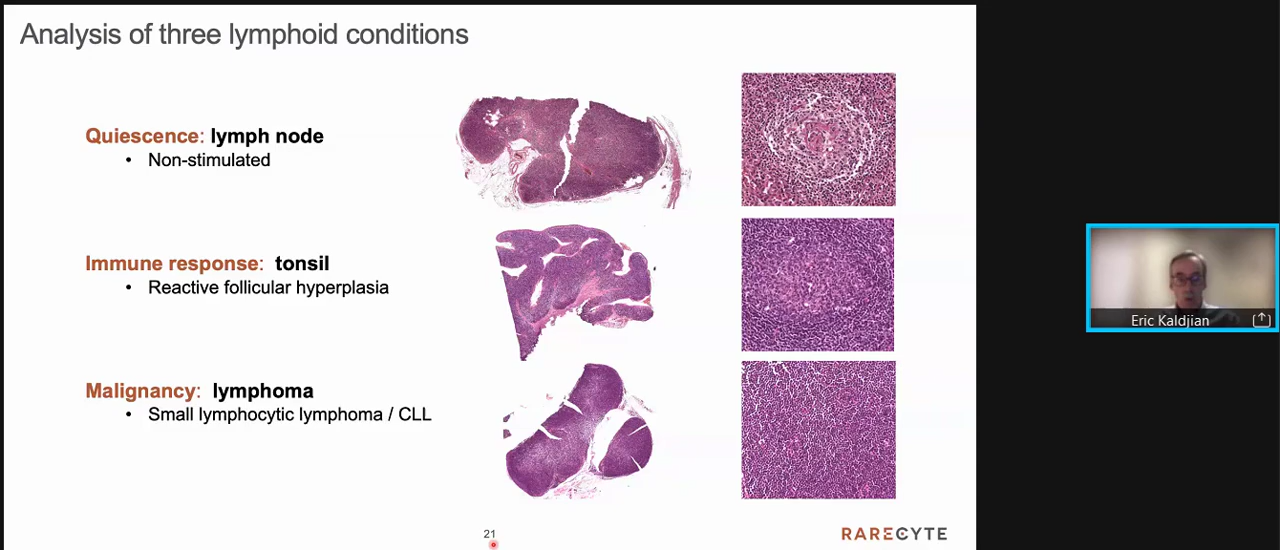 Analysis of three lymphoid conditions
Quiescence: lymph node
• Non-stimulated
Immune response: tonsil
• Reactive follicular hyperplasia
Malignancy: lymphoma
• Small lymphocytic lymphoma / CLL
21
RARECYTE
Eric Kaldjian